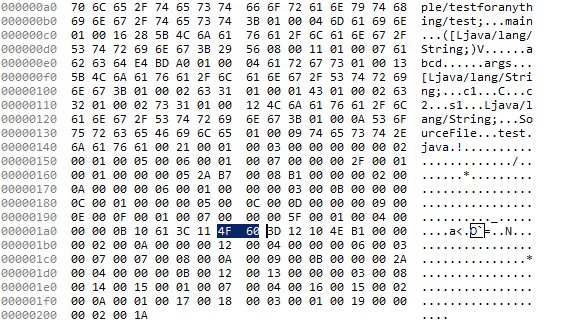 000000a0 70 6C 65 2F 74 65 73 74 66 6F 72 61 6E 79 74 68 ple/testforanyth
000000b0 69 6E 67 2F 74 65 73 74 3B 01 00 04 6D 61 69 6E ing/test;...main
000000c0 01 00 16 28 5B 4C 6A 61 76 61 2F 6C 61 6E 67 2F ...([Ljava/lang/
000000d0 53 74 72 69 6E 67 3B 29 56 08 00 11 01 00 07 61 String;)V......a
000000e0 62 63 64 E4 BD A0 01 00 04 61 72 67 73 01 00 13 bcd......args...
000000f0 5B 4C 6A 61 76 61 2F 6C 61 6E 67 2F 53 74 72 69 [Ljava/lang/Stri
00000100 6E 67 3B 01 00 02 63 31 01 00 01 43 01 00 02 63 ng;...c1...C...c
00000110 32 01 00 02 73 31 01 00 12 4C 6A 61 76 61 2F 6C 2...s1...Ljava/l
00000120 61 6E 67 2F 53 74 72 69 6E 67 3B 01 00 0A 53 6F ang/String;...So
00000130 75 72 63 65 46 69 6C 65 01 00 09 74 65 73 74 2E urceFile...test.
00000140 6A 61 76 61 00 21 00 01 00 03 00 00 00 00 00 02 java.!..........
00000150 00 01 00 05 00 06 00 01 00 07 00 00 00 2F 00 01 ............./..
00000160 00 01 00 00 00 05 2A B7 00 08 B1 00 00 00 02 00 ......*.........
00000170 0A 00 00 00 06 00 01 00 00 00 03 00 0B 00 00 00 ................
00000180 0C 00 01 00 00 00 05 00 0C 00 0D 00 00 00 09 00 ................
00000190 0E 00 0F 00 01 00 07 00 00 00 5F 00 01 00 04 00 .........._.....
000001a0 00 00 0B 10 61 3C 11 4F 60 3D 12 10 4E B1 00 00 ....a<.O`=..N...
000001b0 00 02 00 0A 00 00 00 12 00 04 00 00 00 06 00 03 ................
000001c0 00 07 00 07 00 08 00 0A 00 09 00 0B 00 00 00 2A ...............*
000001d0 00 04 00 00 00 0B 00 12 00 13 00 00 00 03 00 08 ................
000001e0 00 14 00 15 00 01 00 07 00 04 00 16 00 15 00 02 ................
000001f0 00 0A 00 01 00 17 00 18 00 03 00 01 00 19 00 00 ................
00000200 00 02 00 1A ....